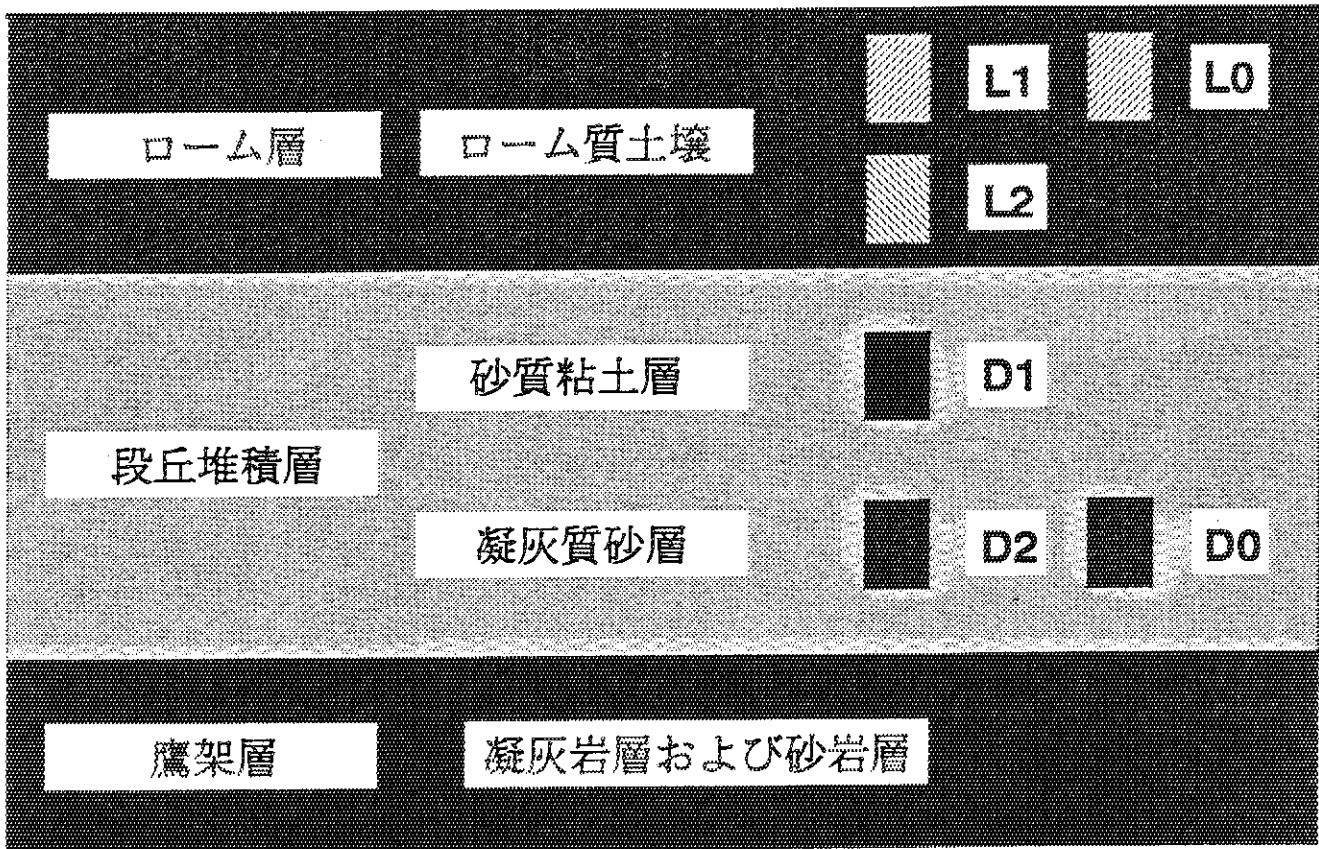 L1 L0
ローム層 ローム質土壌
L2
砂質粘土層 D1
段丘堆積層
凝灰質砂層 D2 D0
鷹架層 凝灰岩層および砂岩層